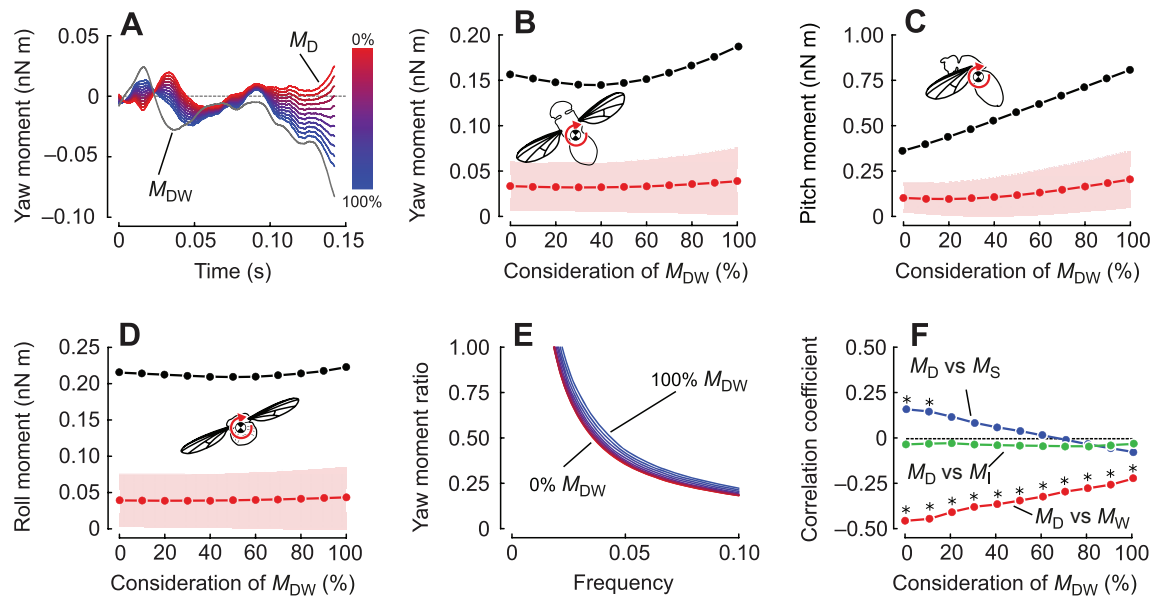 A
Yaw moment (nN m)
0.05
0
–0.05
–0.10
0
0.05
0.10
0.15
Time (s)
M_D
M_DW
0%
100%
B
Yaw moment (nN m)
0.20
0.15
0.10
0.05
0
0 20 40 60 80 100
Consideration of M_DW (%)
C
Pitch moment (nN m)
1.00
0.75
0.50
0.25
0
0 20 40 60 80 100
Consideration of M_DW (%)
D
Roll moment (nN m)
0.25
0.20
0.15
0.10
0.05
0
0 20 40 60 80 100
Consideration of M_DW (%)
E
Yaw moment ratio
1.00
0.75
0.50
0.25
0
0 0.05 0.10
Frequency
100% M_DW
0% M_DW
F
Correlation coefficient
0.50
0.25
0
–0.25
–0.50
0 20 40 60 80 100
Consideration of M_DW (%)
M_D vs M_S
* *
M_D vs M_I
* * * * * * * * * * *
M_D vs M_W